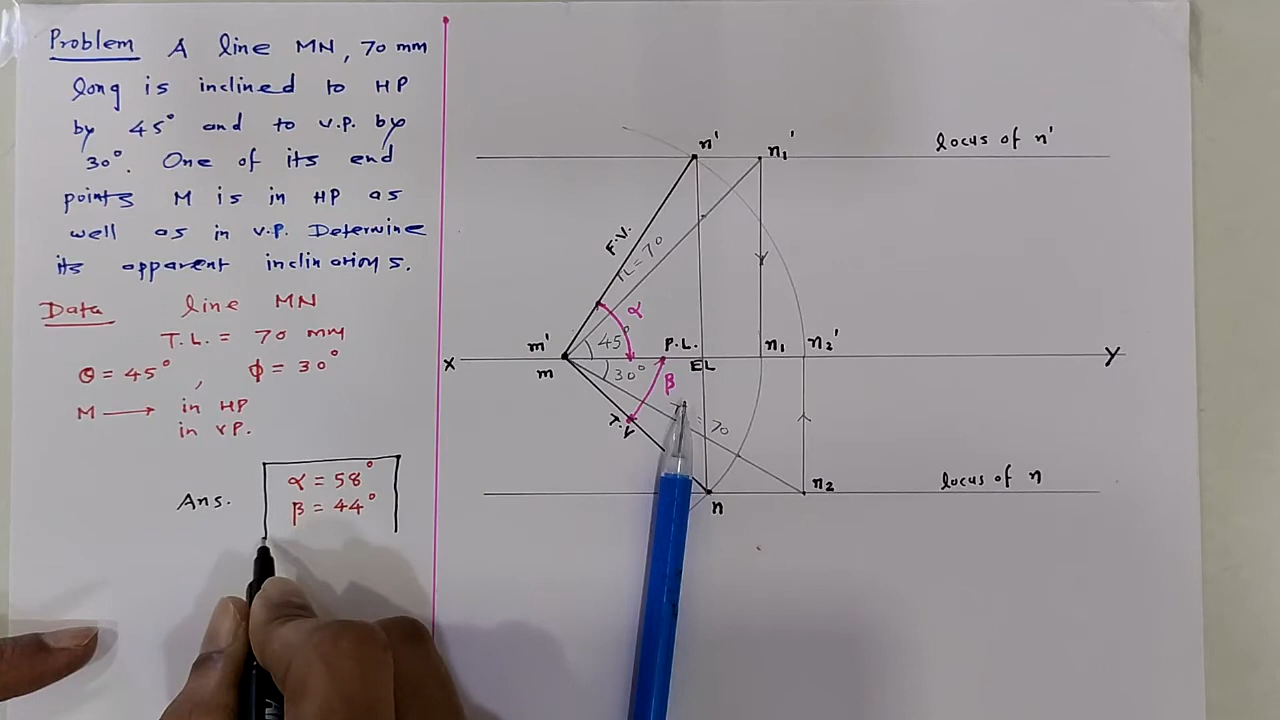 Problem A line MN, 70 mm
long is inclined to HP
by 45° and to v.p. by
30°. One of its end
points M is in HP as
well as in v.p. Determine
its apparent inclinations.
Data line MN
T.L. = 70 mm
θ = 45°, ϕ = 30°
M → in HP
in VP.
Ans. α = 58°
β = 44°
n' n₁' locus of n'
F.V.
TL = 70
α
m' 45° P.L. n₁ n₂'
X Y
m 30° EL
β
T.V = 70
n n₂ locus of n